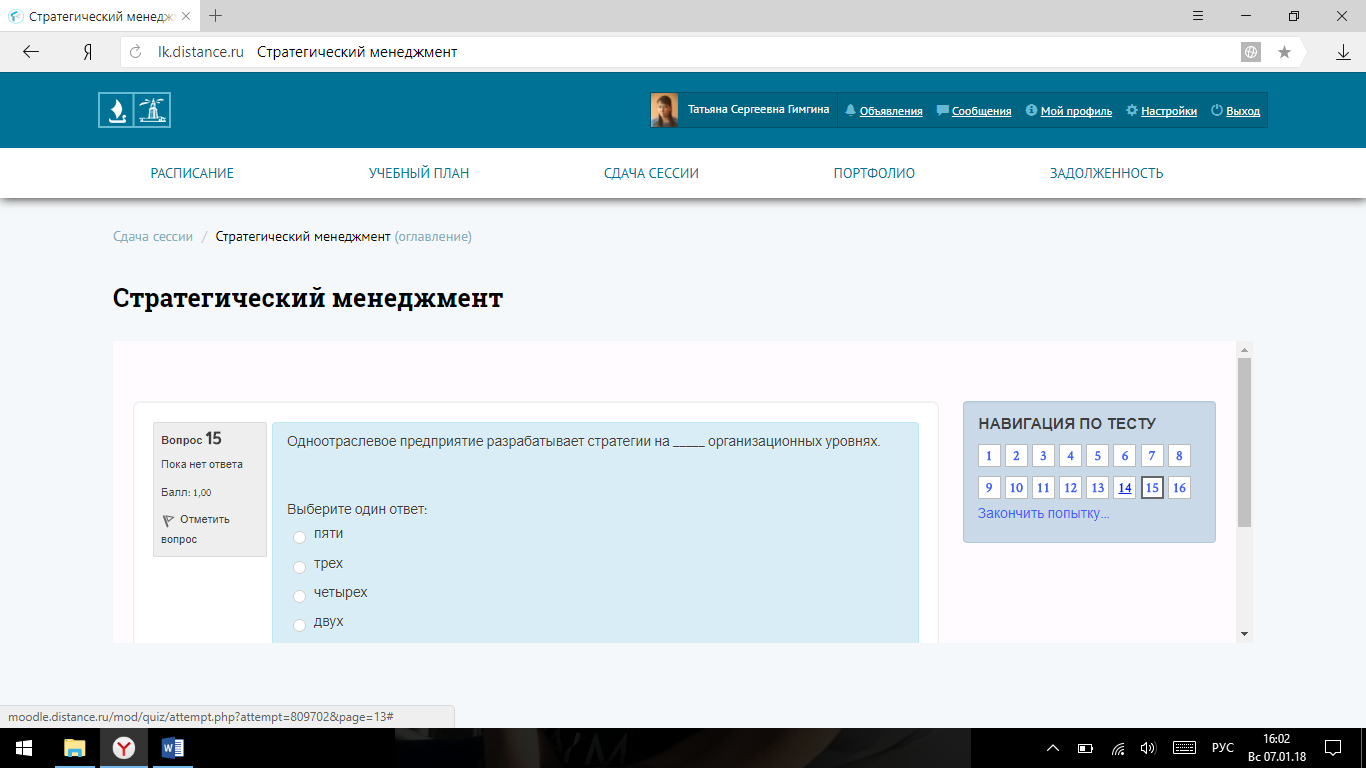 Стратегический менеджм
lk.distance.ru Стратегический менеджмент
Татьяна Сергеевна Гимгина Объявления Сообщения Мой профиль Настройки Выход
РАСПИСАНИЕ УЧЕБНЫЙ ПЛАН СДАЧА СЕССИИ ПОРТФОЛИО ЗАДОЛЖЕННОСТЬ
Сдача сессии / Стратегический менеджмент (оглавление)
Стратегический менеджмент
Вопрос 15
Пока нет ответа
Балл: 1,00
Отметить
вопрос
Одноотраслевое предприятие разрабатывает стратегии на _____ организационных уровнях.
Выберите один ответ:
пяти
трех
четырех
двух
НАВИГАЦИЯ ПО ТЕСТУ
1 2 3 4 5 6 7 8
9 10 11 12 13 14 15 16
Закончить попытку...
moodle.distance.ru/mod/quiz/attempt.php?attempt=809702&page=13#
РУС
16:02
Вс 07.01.18